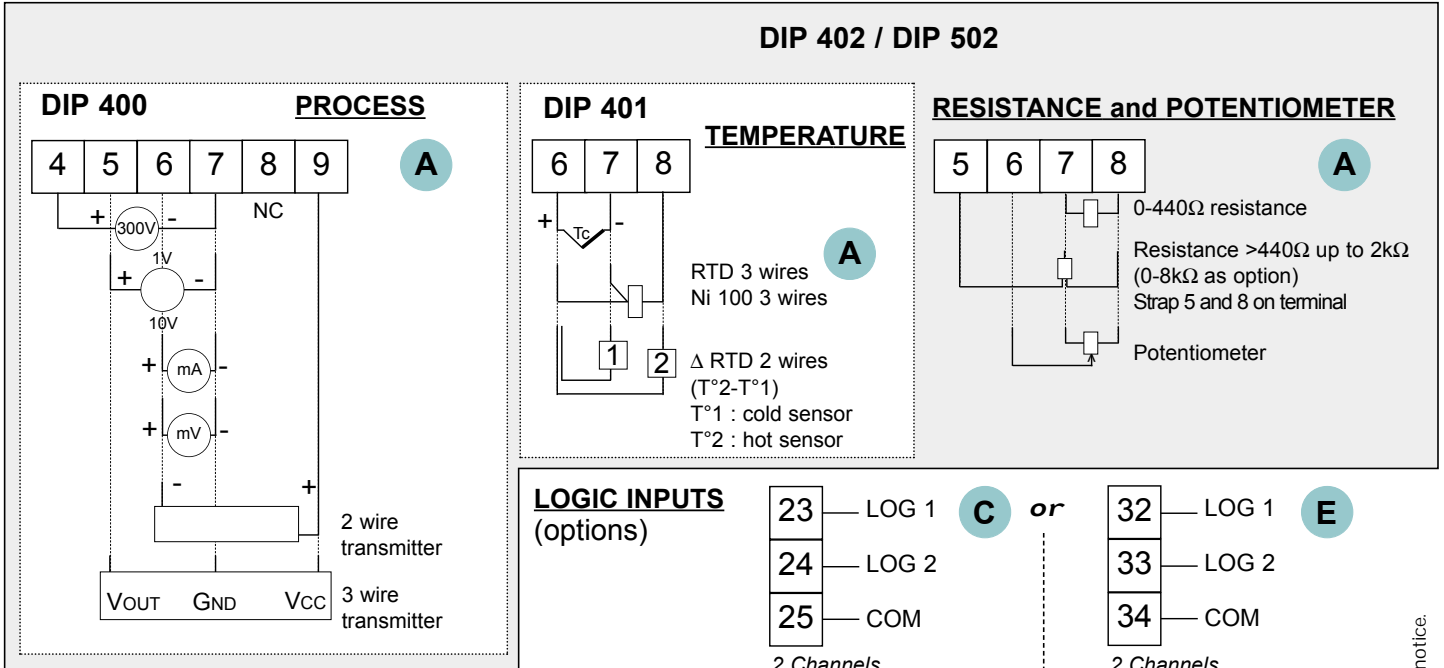 DIP 402 / DIP 502
DIP 400 PROCESS
4 5 6 7 8 9 A
NC
+ 300V -
1V
+ -
10V
+ mA -
+ mV -
- +
2 wire
transmitter
VOUT GND VCC
3 wire
transmitter
DIP 401
TEMPERATURE
6 7 8
+ Tc -
A
RTD 3 wires
Ni 100 3 wires
1 2
Δ RTD 2 wires
(T°2-T°1)
T°1 : cold sensor
T°2 : hot sensor
RESISTANCE and POTENTIOMETER
5 6 7 8 A
0-440Ω resistance
Resistance >440Ω up to 2kΩ
(0-8kΩ as option)
Strap 5 and 8 on terminal
Potentiometer
LOGIC INPUTS
(options)
23 LOG 1 C
24 LOG 2
25 COM
2 Channels
or
32 LOG 1 E
33 LOG 2
34 COM
2 Channels
notice.